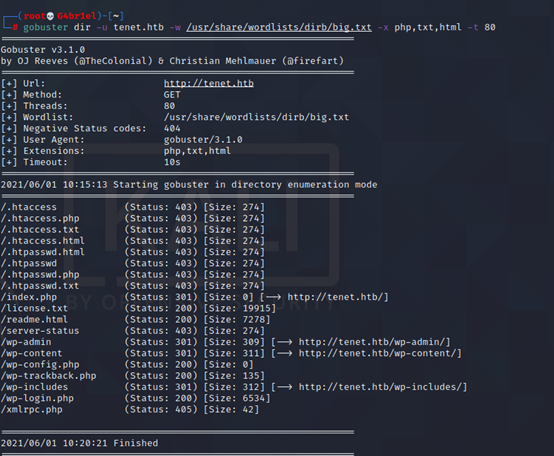 ┌──(root💀G4br1el)-[~]
└─# gobuster dir -u tenet.htb -w /usr/share/wordlists/dirb/big.txt -x php,txt,html -t 80
===============================================================
Gobuster v3.1.0
by OJ Reeves (@TheColonial) & Christian Mehlmauer (@firefart)
===============================================================
[+] Url:                     http://tenet.htb
[+] Method:                  GET
[+] Threads:                 80
[+] Wordlist:                /usr/share/wordlists/dirb/big.txt
[+] Negative Status codes:   404
[+] User Agent:              gobuster/3.1.0
[+] Extensions:              php,txt,html
[+] Timeout:                 10s
===============================================================
2021/06/01 10:15:13 Starting gobuster in directory enumeration mode
===============================================================
/.htaccess            (Status: 403) [Size: 274]
/.htaccess.php        (Status: 403) [Size: 274]
/.htaccess.txt        (Status: 403) [Size: 274]
/.htaccess.html       (Status: 403) [Size: 274]
/.htpasswd.html       (Status: 403) [Size: 274]
/.htpasswd            (Status: 403) [Size: 274]
/.htpasswd.php        (Status: 403) [Size: 274]
/.htpasswd.txt        (Status: 403) [Size: 274]
/index.php            (Status: 301) [Size: 0] [--> http://tenet.htb/]
/license.txt          (Status: 200) [Size: 19915]
/readme.html          (Status: 200) [Size: 7278]
/server-status        (Status: 403) [Size: 274]
/wp-admin             (Status: 301) [Size: 309] [--> http://tenet.htb/wp-admin/]
/wp-content           (Status: 301) [Size: 311] [--> http://tenet.htb/wp-content/]
/wp-config.php        (Status: 200) [Size: 0]
/wp-trackback.php     (Status: 200) [Size: 135]
/wp-includes          (Status: 301) [Size: 312] [--> http://tenet.htb/wp-includes/]
/wp-login.php         (Status: 200) [Size: 6534]
/xmlrpc.php           (Status: 405) [Size: 42]
===============================================================
2021/06/01 10:20:21 Finished
===============================================================